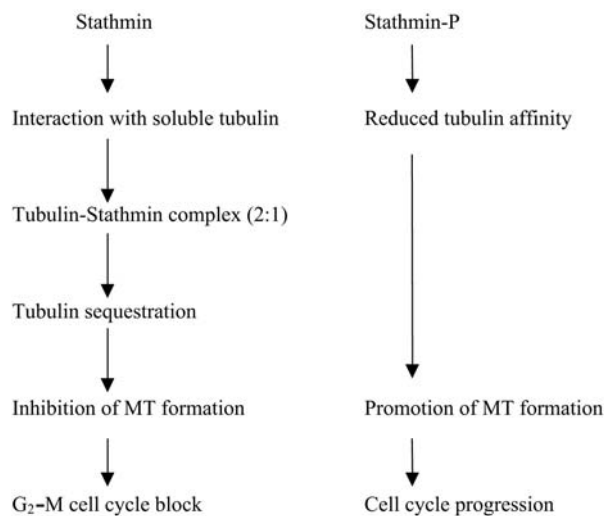 Stathmin
Stathmin-P
Interaction with soluble tubulin
Reduced tubulin affinity
Tubulin-Stathmin complex (2:1)
Tubulin sequestration
Inhibition of MT formation
Promotion of MT formation
G₂-M cell cycle block
Cell cycle progression